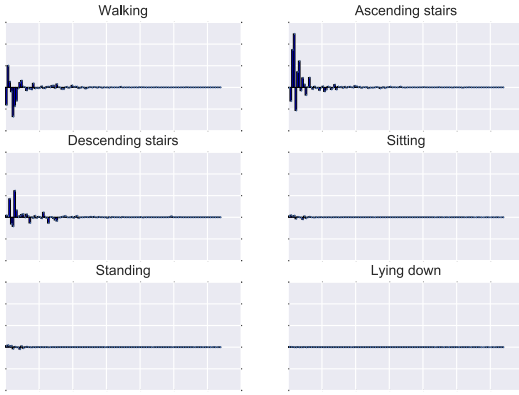 Walking
Ascending stairs
Descending stairs
Sitting
Standing
Lying down